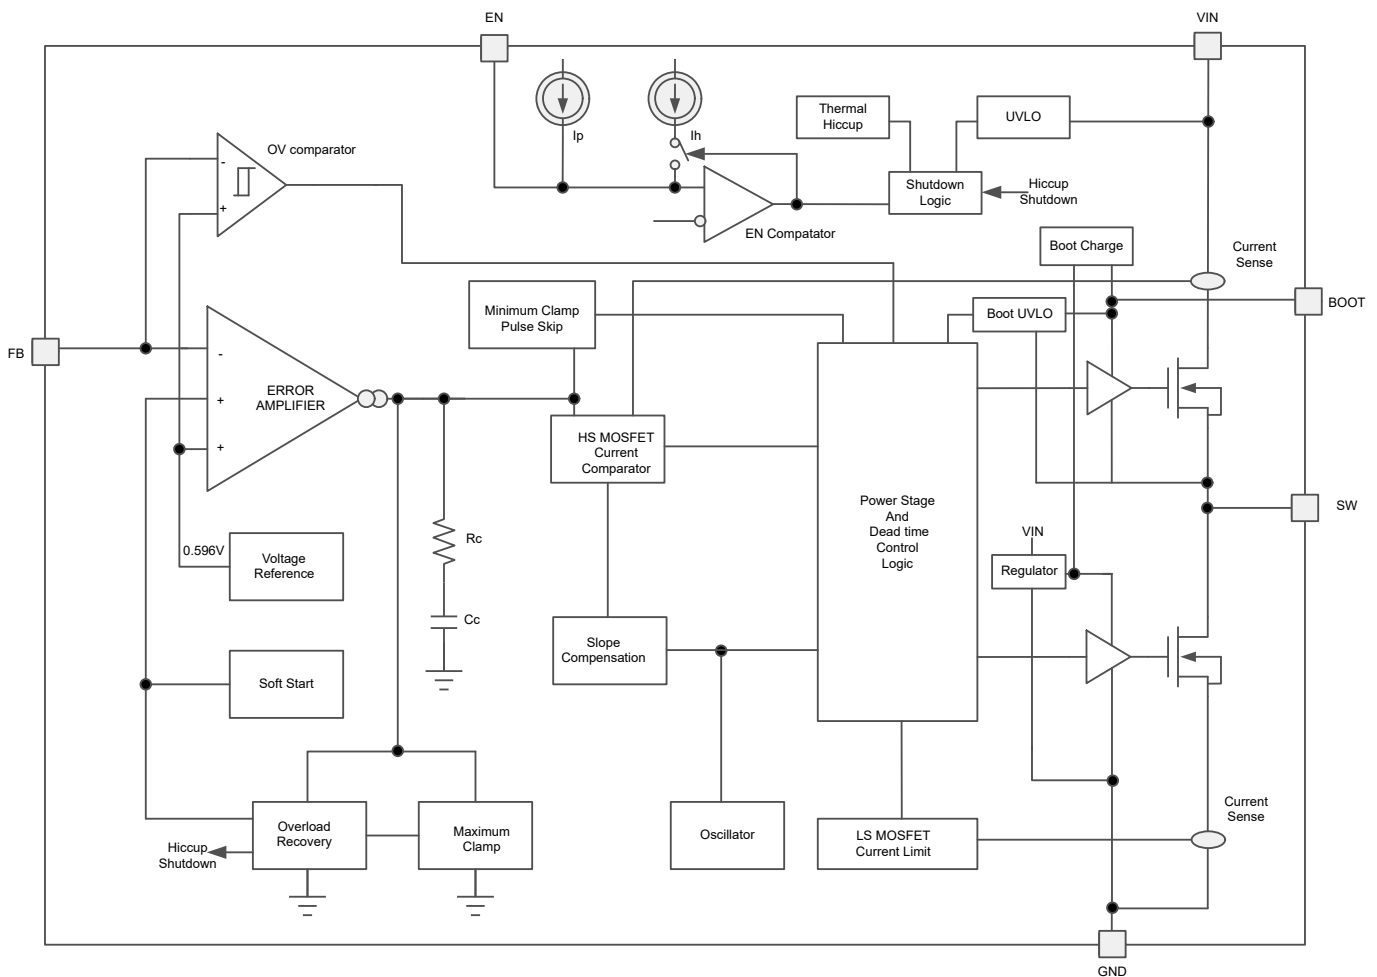 EN
VIN
Thermal
Hiccup
UVLO
Ip
Ih
OV comparator
-
+
Shutdown
Logic
Hiccup
Shutdown
EN Compatator
Boot Charge
Current
Sense
BOOT
Minimum Clamp
Pulse Skip
Boot UVLO
FB
-
ERROR
AMPLIFIER
+
+
HS MOSFET
Current
Comparator
Power Stage
And
Dead time
Control
Logic
SW
0.596V
Voltage
Reference
Rc
VIN
Regulator
Cc
Slope
Compensation
Soft Start
Overload
Recovery
Maximum
Clamp
Hiccup
Shutdown
Oscillator
LS MOSFET
Current Limit
Current
Sense
GND